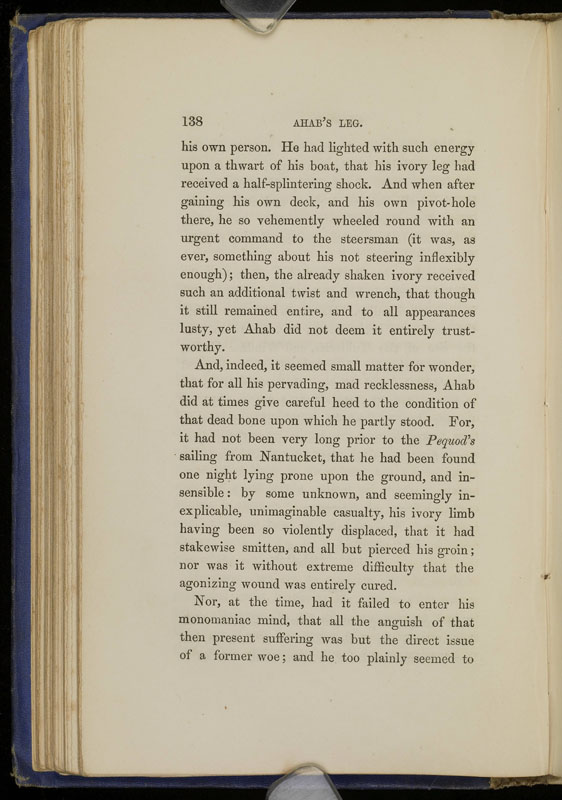 138 AHAB'S LEG.
his own person. He had lighted with such energy
upon a thwart of his boat, that his ivory leg had
received a half-splintering shock. And when after
gaining his own deck, and his own pivot-hole
there, he so vehemently wheeled round with an
urgent command to the steersman (it was, as
ever, something about his not steering inflexibly
enough); then, the already shaken ivory received
such an additional twist and wrench, that though
it still remained entire, and to all appearances
lusty, yet Ahab did not deem it entirely trust-
worthy.
And, indeed, it seemed small matter for wonder,
that for all his pervading, mad recklessness, Ahab
did at times give careful heed to the condition of
that dead bone upon which he partly stood. For,
it had not been very long prior to the Pequod's
sailing from Nantucket, that he had been found
one night lying prone upon the ground, and in-
sensible: by some unknown, and seemingly in-
explicable, unimaginable casualty, his ivory limb
having been so violently displaced, that it had
stakewise smitten, and all but pierced his groin;
nor was it without extreme difficulty that the
agonizing wound was entirely cured.
Nor, at the time, had it failed to enter his
monomaniac mind, that all the anguish of that
then present suffering was but the direct issue
of a former woe; and he too plainly seemed to